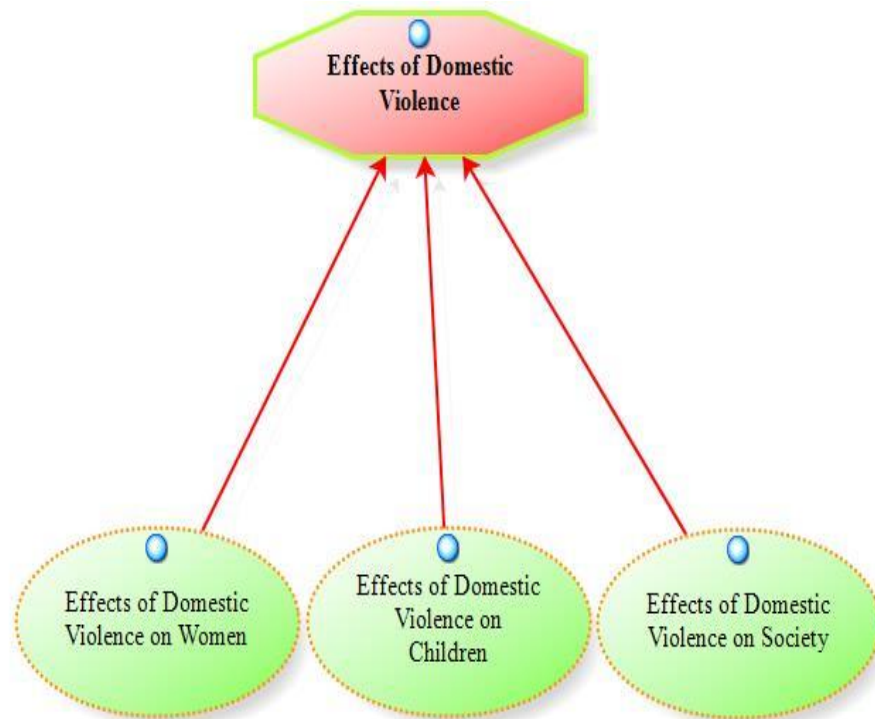 Effects of Domestic
Violence
Effects of Domestic
Violence on Women
Effects of Domestic
Violence on
Children
Effects of Domestic
Violence on Society